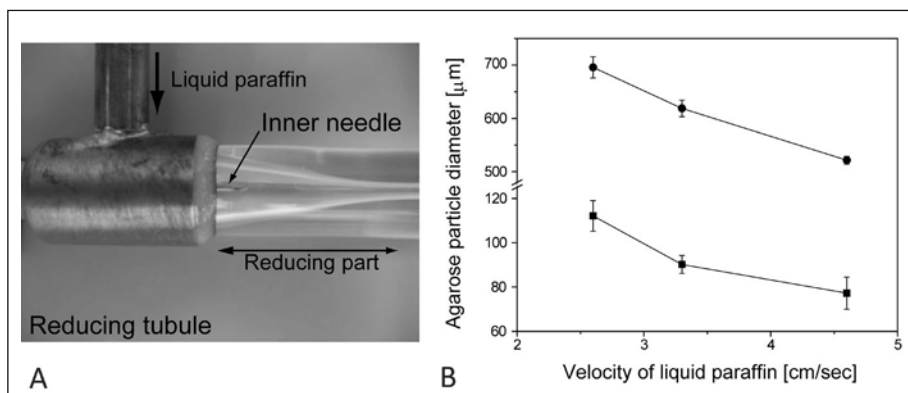 Liquid paraffin
Inner needle
Reducing part
Reducing tubule
A
Agarose particle diameter [μm]
700
600
500
120
100
80
60
2
3
4
5
Velocity of liquid paraffin [cm/sec]
B